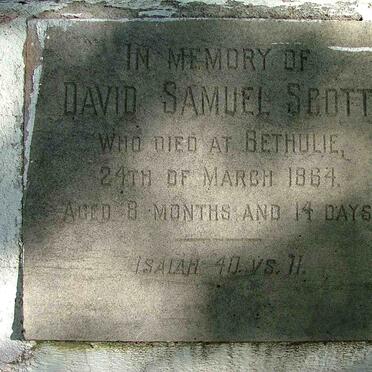 IN MEMORY OF
DAVID SAMUEL SCOTT
WHO DIED AT BETHULIE,
24TH OF MARCH 1864.
AGED 8 MONTHS AND 14 DAYS
ISAIAH 40. VS. 11.